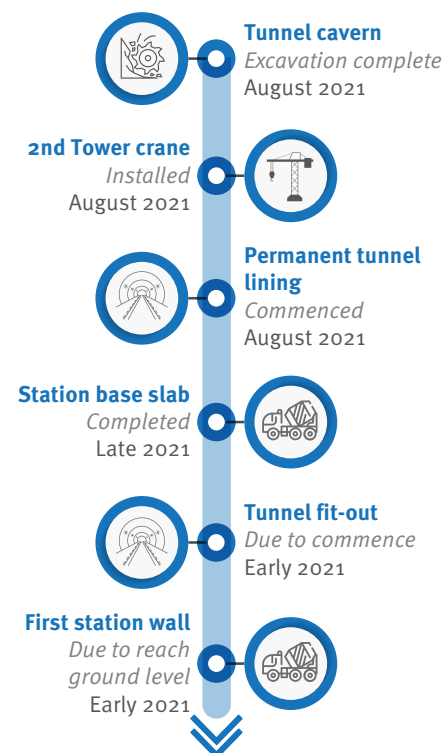 Tunnel cavern
Excavation complete
August 2021
2nd Tower crane
Installed
August 2021
Permanent tunnel
lining
Commenced
August 2021
Station base slab
Completed
Late 2021
Tunnel fit-out
Due to commence
Early 2021
First station wall
Due to reach
ground level
Early 2021